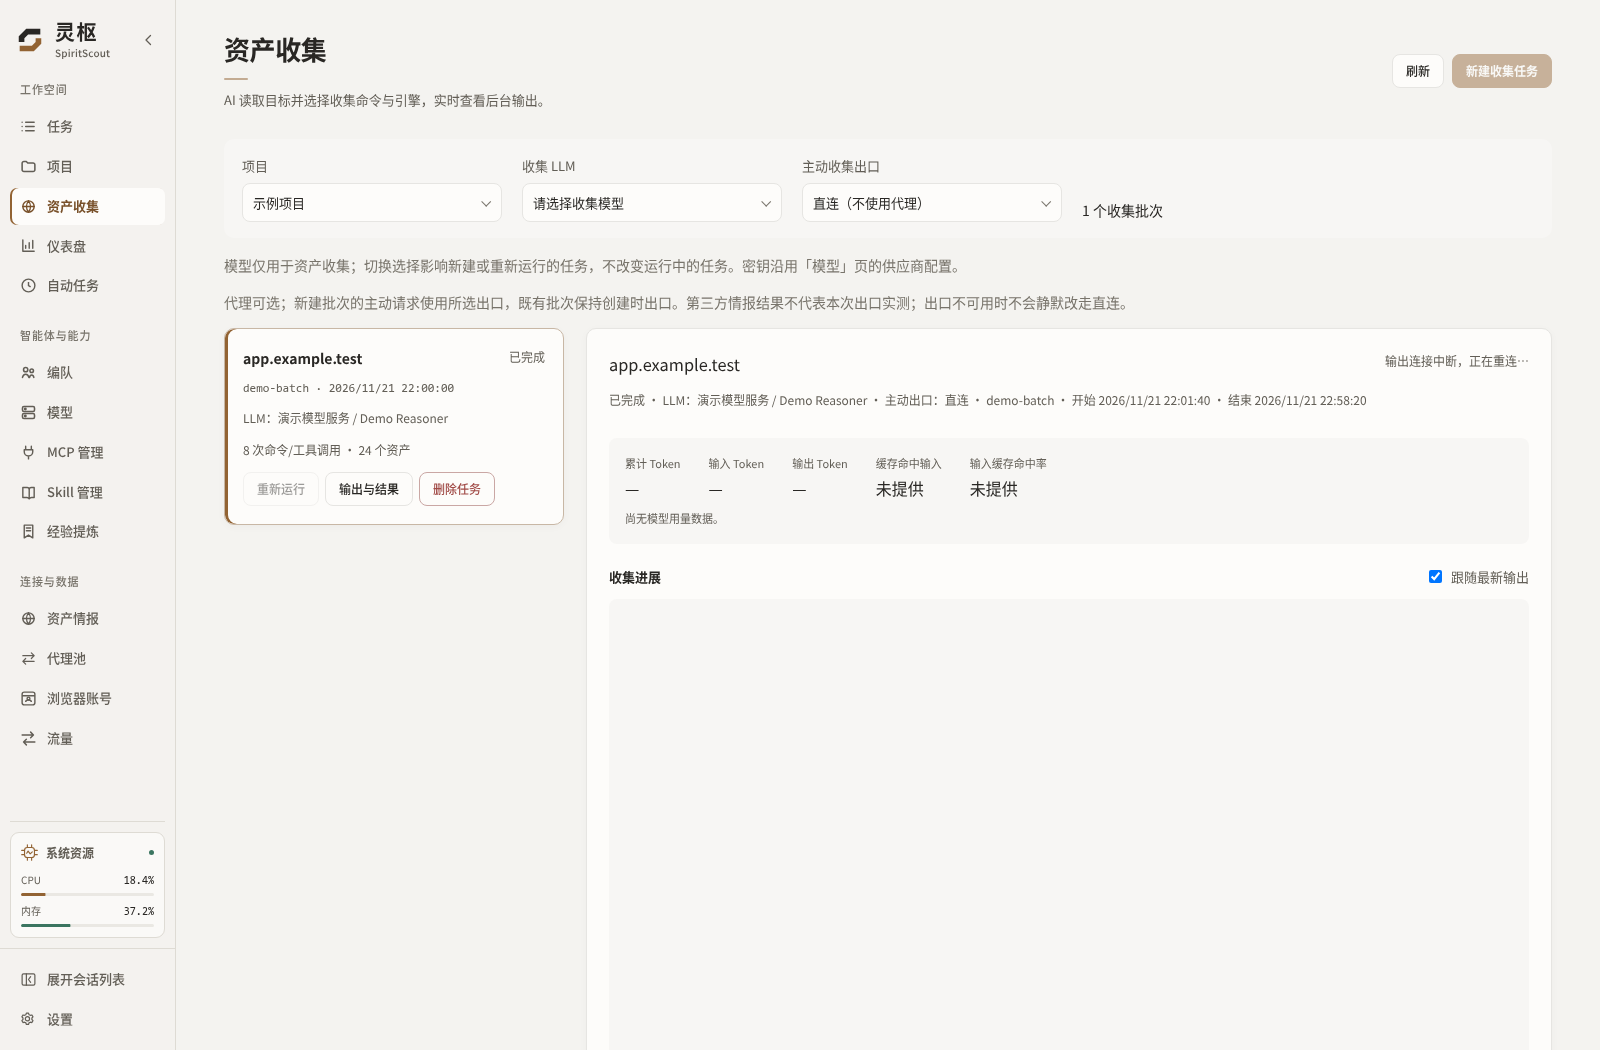 灵枢
SpiritScout
工作空间
任务
项目
资产收集
仪表盘
自动任务
智能体与能力
编队
模型
MCP 管理
Skill 管理
经验提炼
连接与数据
资产情报
代理池
浏览器账号
流量
系统资源
CPU 18.4%
内存 37.2%
展开会话列表
设置
资产收集
AI 读取目标并选择收集命令与引擎，实时查看后台输出。
刷新
新建收集任务
项目
收集 LLM
主动收集出口
示例项目
请选择收集模型
直连（不使用代理）
1 个收集批次
模型仅用于资产收集；切换选择影响新建或重新运行的任务，不改变运行中的任务。密钥沿用「模型」页的供应商配置。
代理可选；新建批次的主动请求使用所选出口，既有批次保持创建时出口。第三方情报结果不代表本次出口实测；出口不可用时不会静默改走直连。
app.example.test
已完成
demo-batch · 2026/11/21 22:00:00
LLM：演示模型服务 / Demo Reasoner
8 次命令/工具调用 · 24 个资产
重新运行
输出与结果
删除任务
app.example.test
输出连接中断，正在重连…
已完成 · LLM：演示模型服务 / Demo Reasoner · 主动出口：直连 · demo-batch · 开始 2026/11/21 22:01:40 · 结束 2026/11/21 22:58:20
累计 Token
输入 Token
输出 Token
缓存命中输入
输入缓存命中率
—
—
—
未提供
未提供
尚无模型用量数据。
收集进展
跟随最新输出